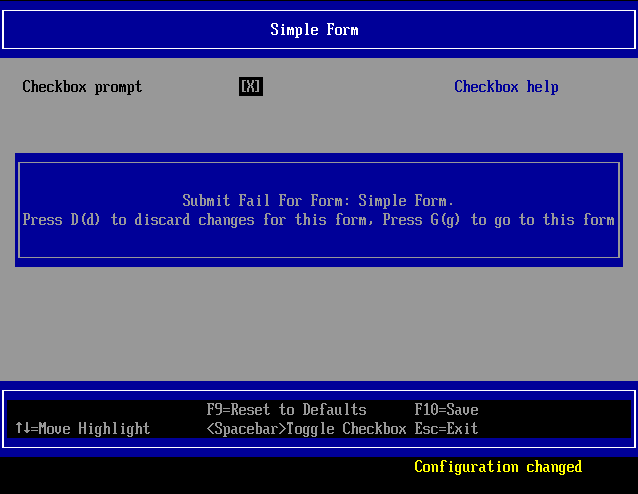 Simple Form
Checkbox prompt [X] Checkbox help
Submit Fail For Form: Simple Form.
Press D(d) to discard changes for this form, Press G(g) to go to this form
F9=Reset to Defaults F10=Save
↑↓=Move Highlight <Spacebar>Toggle Checkbox Esc=Exit
Configuration changed